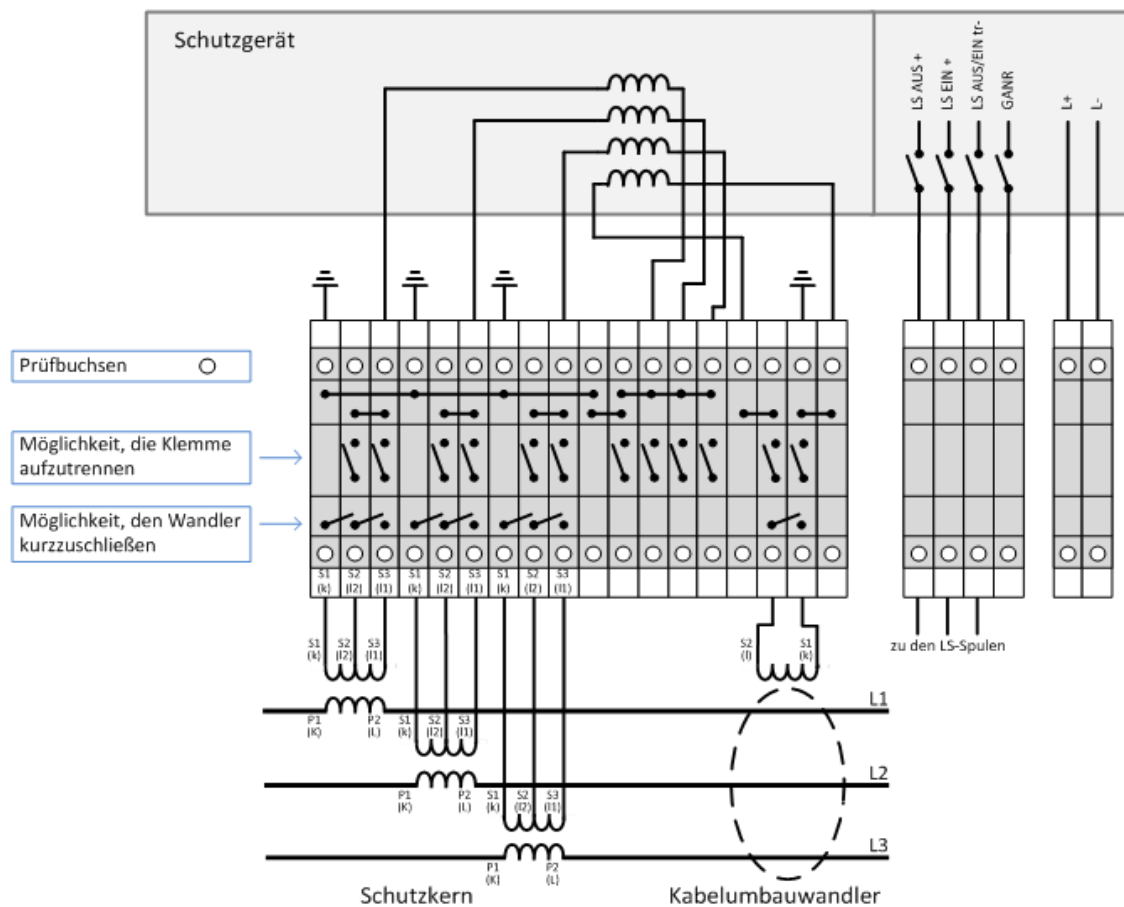 Schutzgerät
LS AUS +
LS EIN +
LS AUS/EIN tr-
GANR
L+
L-
Prüfbuchsen
Möglichkeit, die Klemme
aufzutrennen
Möglichkeit, den Wandler
kurzzuschließen
S1 S2 S3 S1 S2 S3 S1 S2 S3
(k) (l2) (l1) (k) (l2) (l1) (k) (l2) (l1)
S1 S2 S3
(k) (l2) (l1)
S2 S1
(l) (k)
zu den LS-Spulen
L1
P1 P2
(K) (L)
S1 S2 S3
(k) (l2) (l1)
L2
P1 P2
(K) (L)
S1 S2 S3
(k) (l2) (l1)
L3
P1 P2
(K) (L)
Schutzkern
Kabelumbauwandler